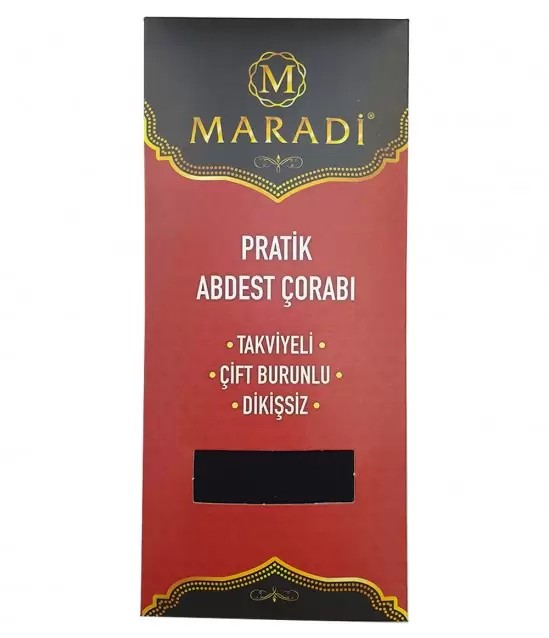 M
MARADİ®
PRATİK
ABDEST ÇORABI
• TAKVİYELİ •
• ÇİFT BURUNLU •
• DİKİŞSİZ •